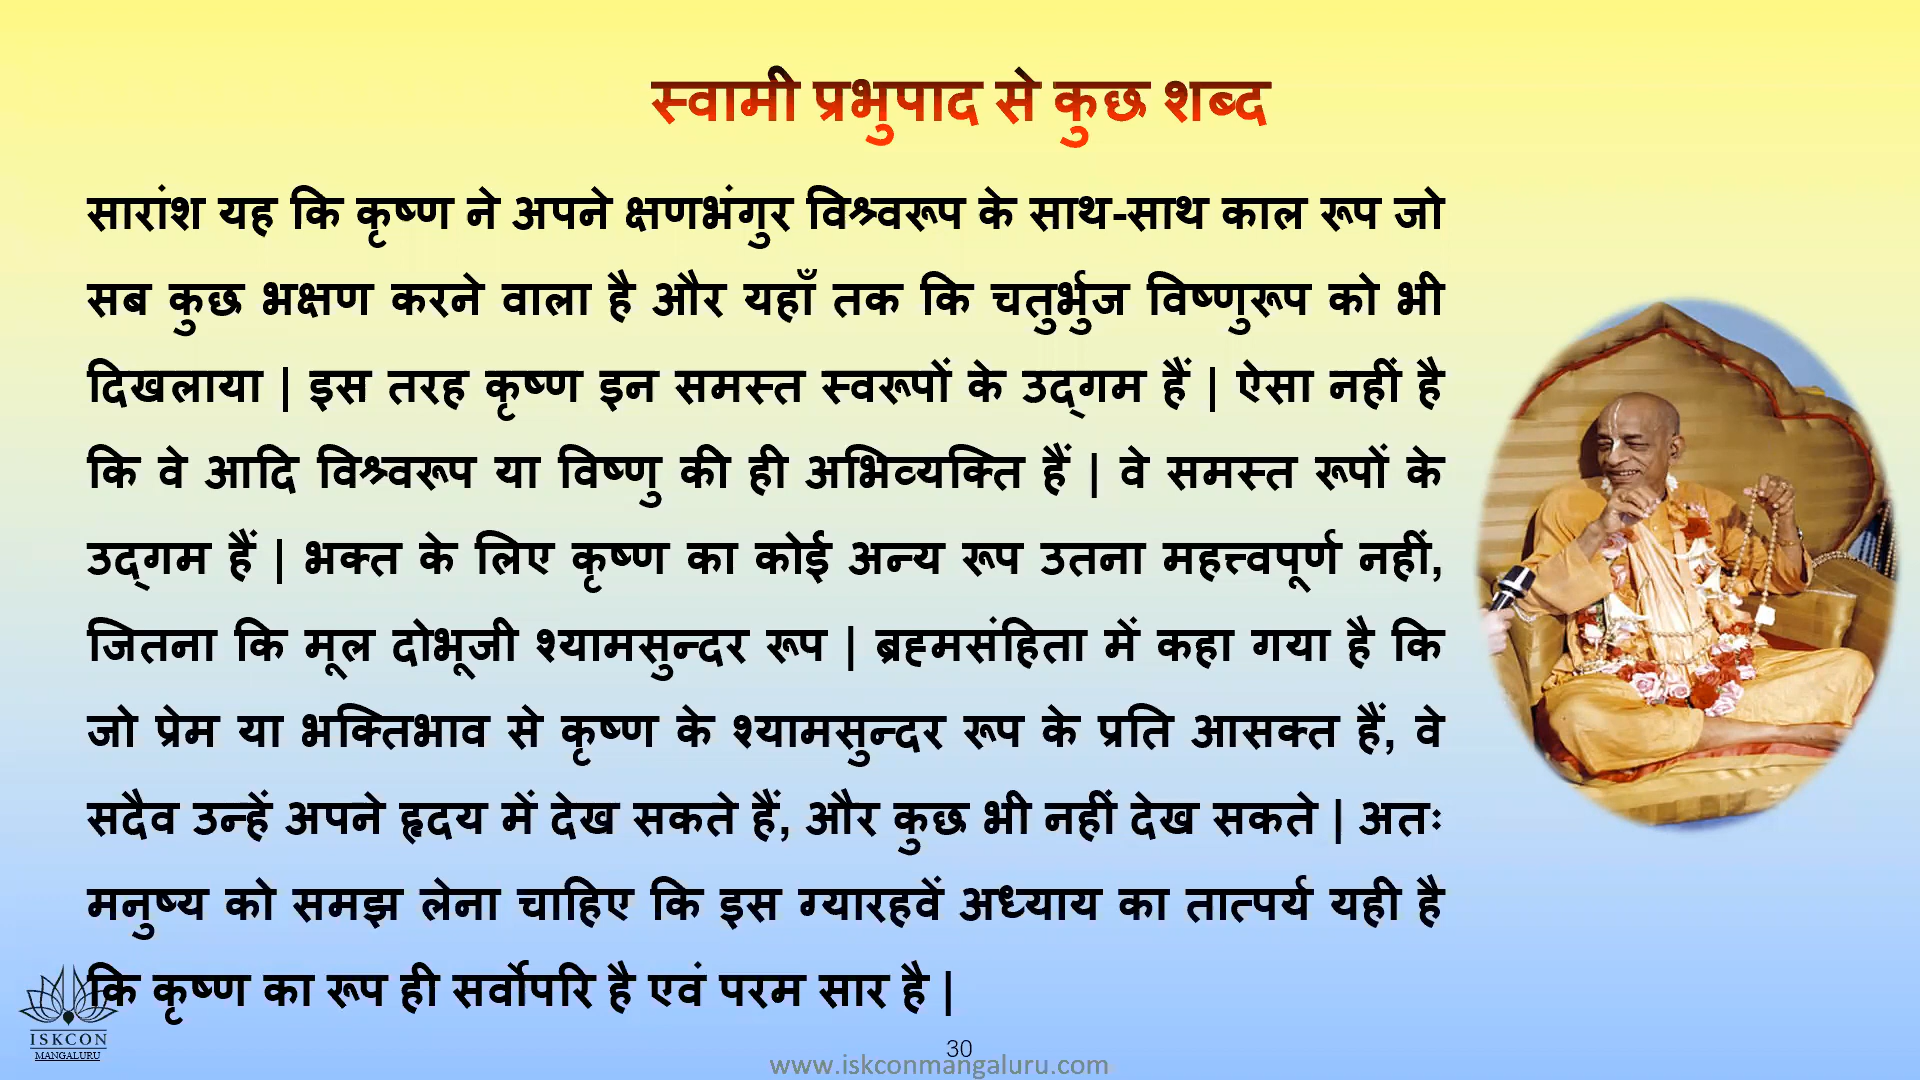 स्वामी प्रभुपाद से कुछ शब्द
सारांश यह कि कृष्ण ने अपने क्षणभंगुर विश्र्वरूप के साथ-साथ काल रूप जो
सब कुछ भक्षण करने वाला है और यहाँ तक कि चतुर्भुज विष्णुरूप को भी
दिखलाया | इस तरह कृष्ण इन समस्त स्वरूपों के उद्गम हैं | ऐसा नहीं है
कि वे आदि विश्र्वरूप या विष्णु की ही अभिव्यक्ति हैं | वे समस्त रूपों के
उद्गम हैं | भक्त के लिए कृष्ण का कोई अन्य रूप उतना महत्त्वपूर्ण नहीं,
जितना कि मूल दोभूजी श्यामसुन्दर रूप | ब्रह्मसंहिता में कहा गया है कि
जो प्रेम या भक्तिभाव से कृष्ण के श्यामसुन्दर रूप के प्रति आसक्त हैं, वे
सदैव उन्हें अपने हृदय में देख सकते हैं, और कुछ भी नहीं देख सकते | अतः
मनुष्य को समझ लेना चाहिए कि इस ग्यारहवें अध्याय का तात्पर्य यही है
कि कृष्ण का रूप ही सर्वोपरि है एवं परम सार है |
ISKCON
MANGALURU
30
www.iskconmangaluru.com